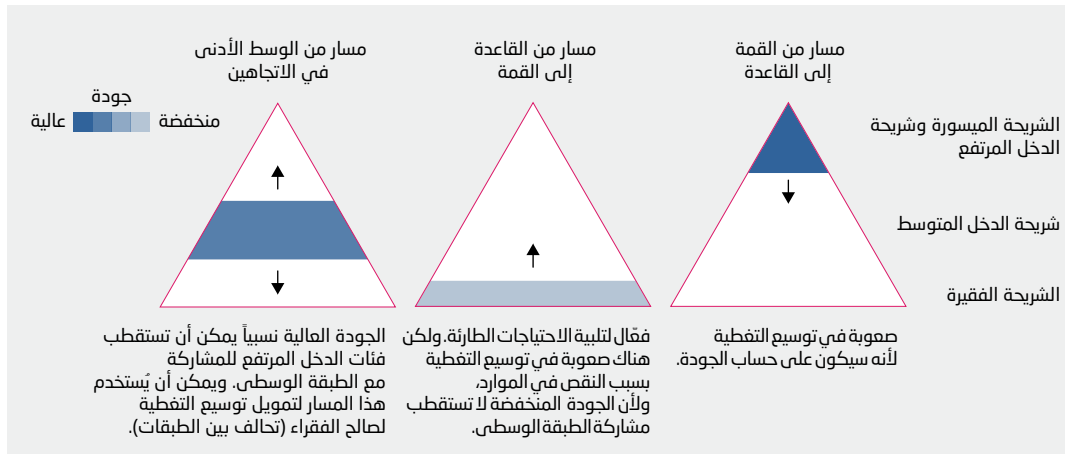 مسار من القمة
إلى القاعدة
مسار من القاعدة
إلى القمة
مسار من الوسط الأدنى
في الاتجاهين
جودة
منخفضة
عالية
الشريحة الميسورة وشريحة
الدخل المرتفع
شريحة الدخل المتوسط
الشريحة الفقيرة
صعوبة في توسيع التغطية
لأنه سيكون على حساب الجودة.
فعّال لتلبية الاحتياجات الطارئة. ولكن
هناك صعوبة في توسيع التغطية
بسبب النقص في الموارد،
ولأن الجودة المنخفضة لا تستقطب
مشاركة الطبقة الوسطى.
الجودة العالية نسبياً يمكن أن تستقطب
فئات الدخل المرتفع للمشاركة
مع الطبقة الوسطى. ويمكن أن يُستخدم
هذا المسار لتمويل توسيع التغطية
لصالح الفقراء (تحالف بين الطبقات).